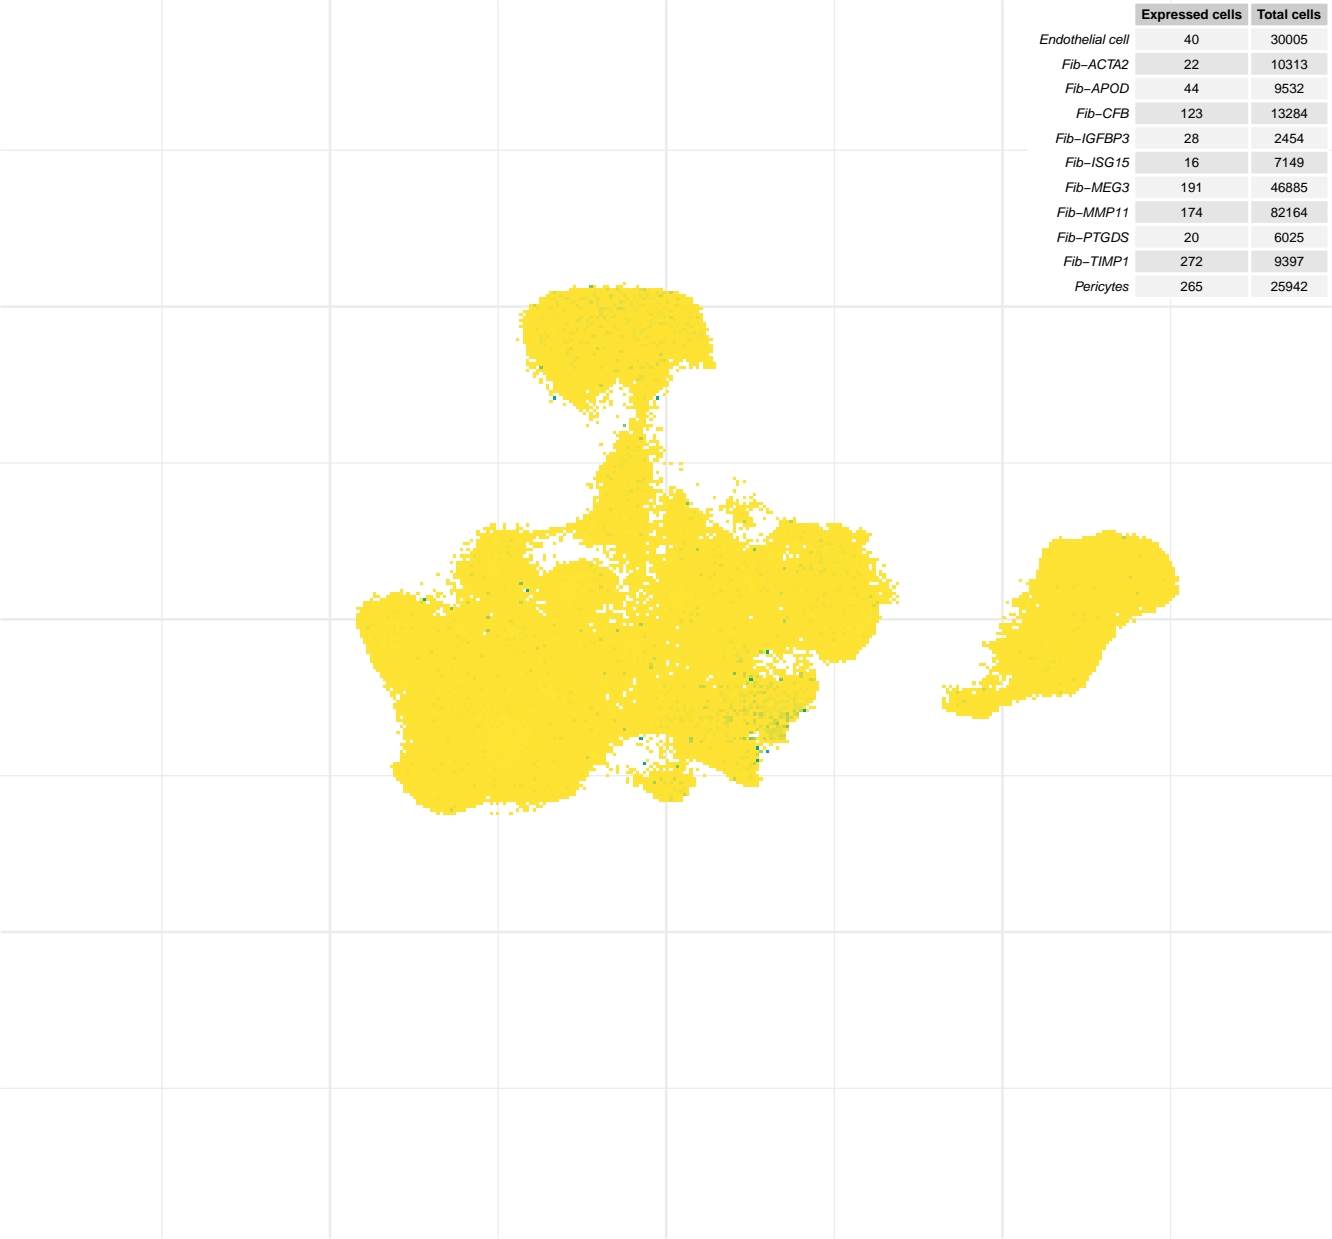 Expressed cells Total cells
Endothelial cell 40 30005
Fib−ACTA2 22 10313
Fib−APOD 44 9532
Fib−CFB 123 13284
Fib−IGFBP3 28 2454
Fib−ISG15 16 7149
Fib−MEG3 191 46885
Fib−MMP11 174 82164
Fib−PTGDS 20 6025
Fib−TIMP1 272 9397
Pericytes 265 25942